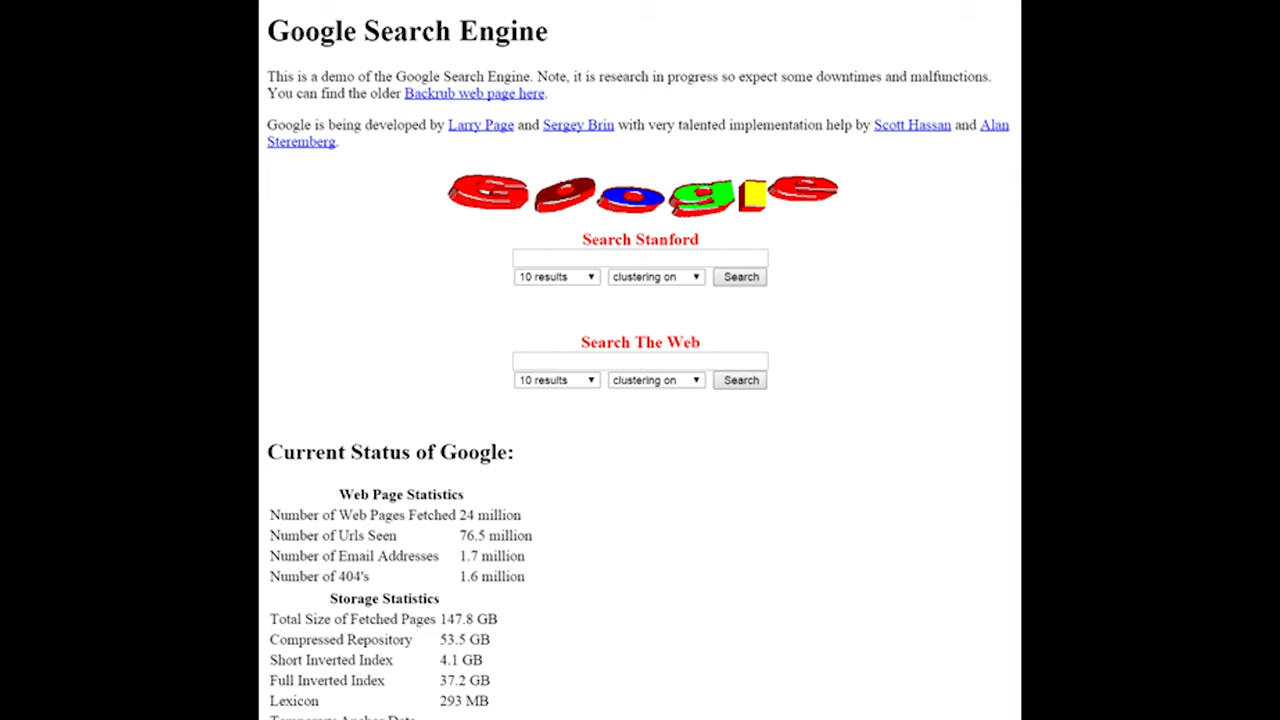 Google Search Engine
This is a demo of the Google Search Engine. Note, it is research in progress so expect some downtimes and malfunctions.
You can find the older Backrub web page here.
Google is being developed by Larry Page and Sergey Brin with very talented implementation help by Scott Hassan and Alan
Steremberg.
Google
Search Stanford
10 results clustering on Search
Search The Web
10 results clustering on Search
Current Status of Google:
Web Page Statistics
Number of Web Pages Fetched 24 million
Number of Urls Seen 76.5 million
Number of Email Addresses 1.7 million
Number of 404's 1.6 million
Storage Statistics
Total Size of Fetched Pages 147.8 GB
Compressed Repository 53.5 GB
Short Inverted Index 4.1 GB
Full Inverted Index 37.2 GB
Lexicon 293 MB